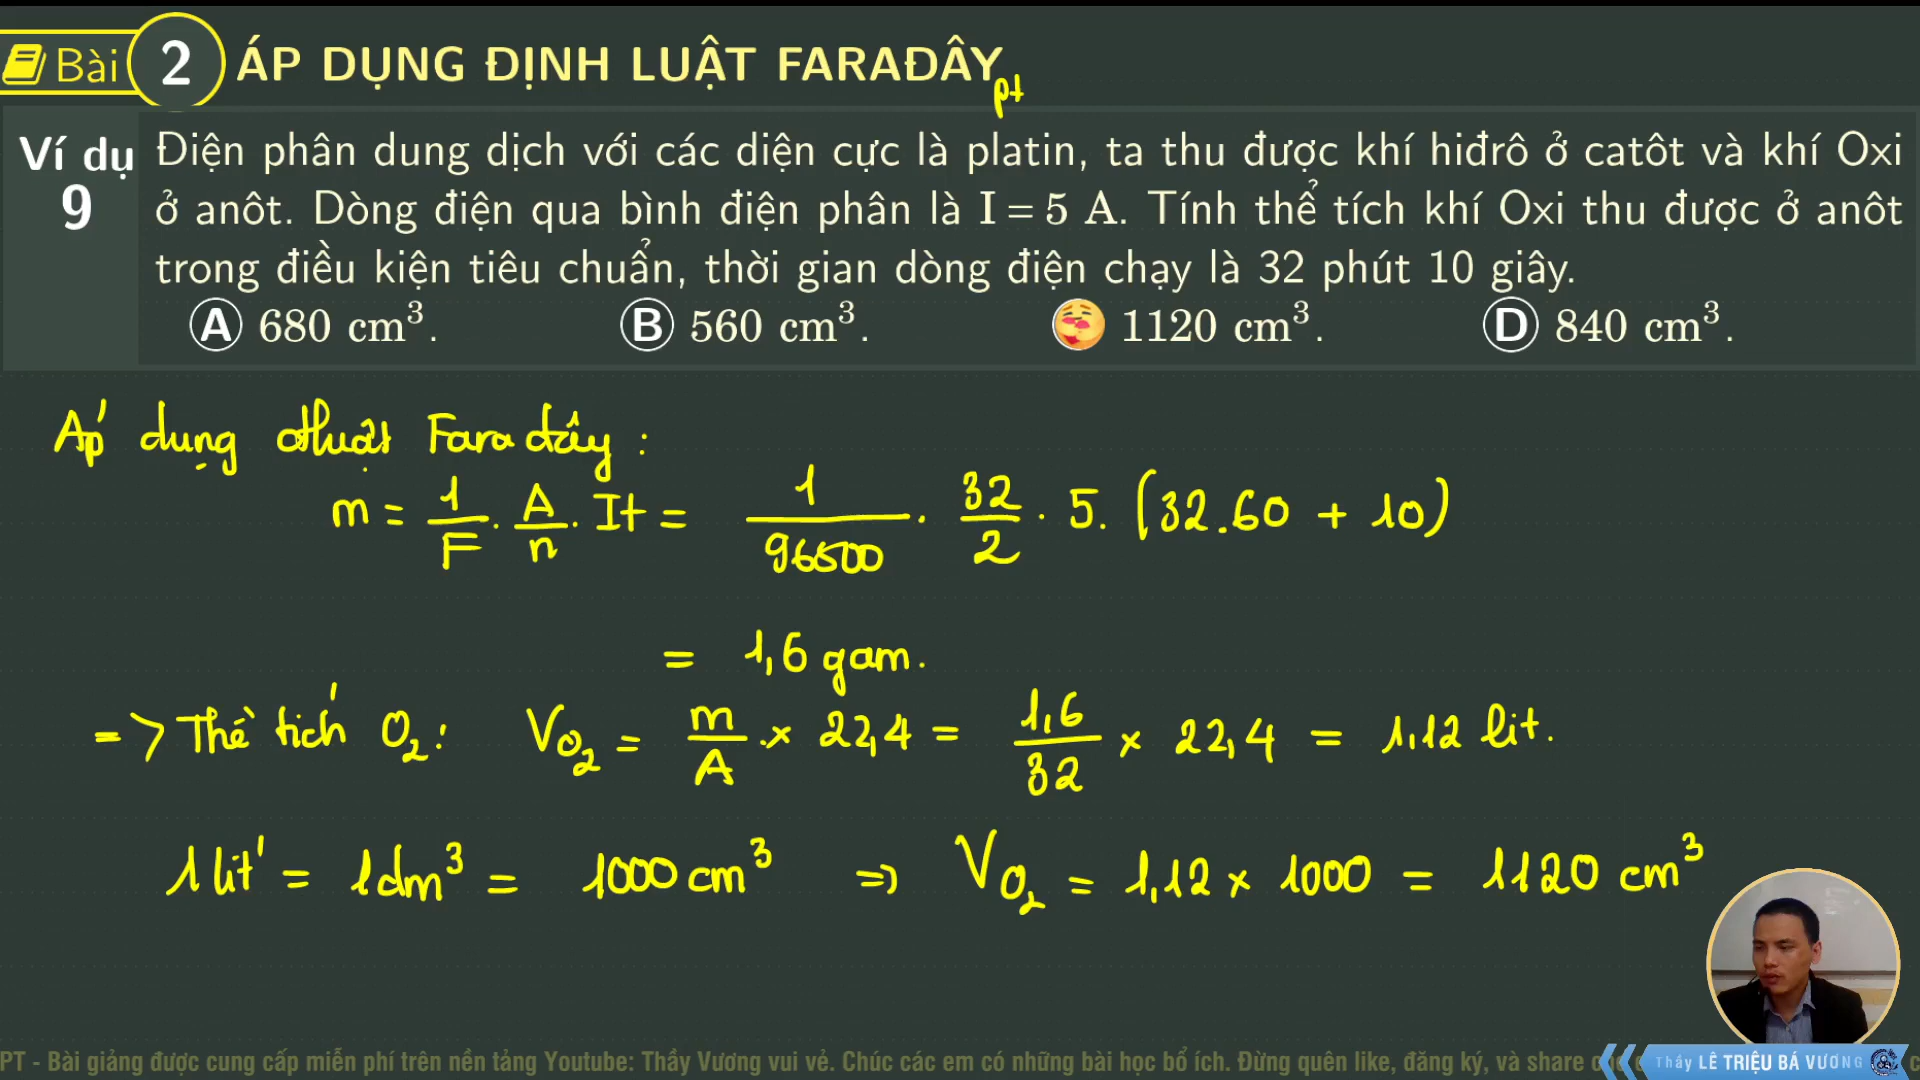 Bài 2 ÁP DỤNG ĐỊNH LUẬT FARAĐÂY
pt
Ví dụ 9
Điện phân dung dịch với các diện cực là platin, ta thu được khí hiđrô ở catôt và khí Oxi
ở anôt. Dòng điện qua bình điện phân là I = 5 A. Tính thể tích khí Oxi thu được ở anôt
trong điều kiện tiêu chuẩn, thời gian dòng điện chạy là 32 phút 10 giây.
A 680 cm³. B 560 cm³. 1120 cm³. D 840 cm³.
Áp dụng đluật Farađây :
m = 1/F · A/n · It = 1/96500 · 32/2 · 5. (32.60 + 10)
= 1,6 gam.
=> Thể tích O₂: V_O₂ = m/A · × 22,4 = 1,6/32 × 22,4 = 1,12 lit.
1 lít = 1dm³ = 1000 cm³ => V_O₂ = 1,12 × 1000 = 1120 cm³
PT - Bài giảng được cung cấp miễn phí trên nền tảng Youtube: Thầy Vương vui vẻ. Chúc các em có những bài học bổ ích. Đừng quên like, đăng ký, và share
Thầy LÊ TRIỆU BÁ VƯƠNG